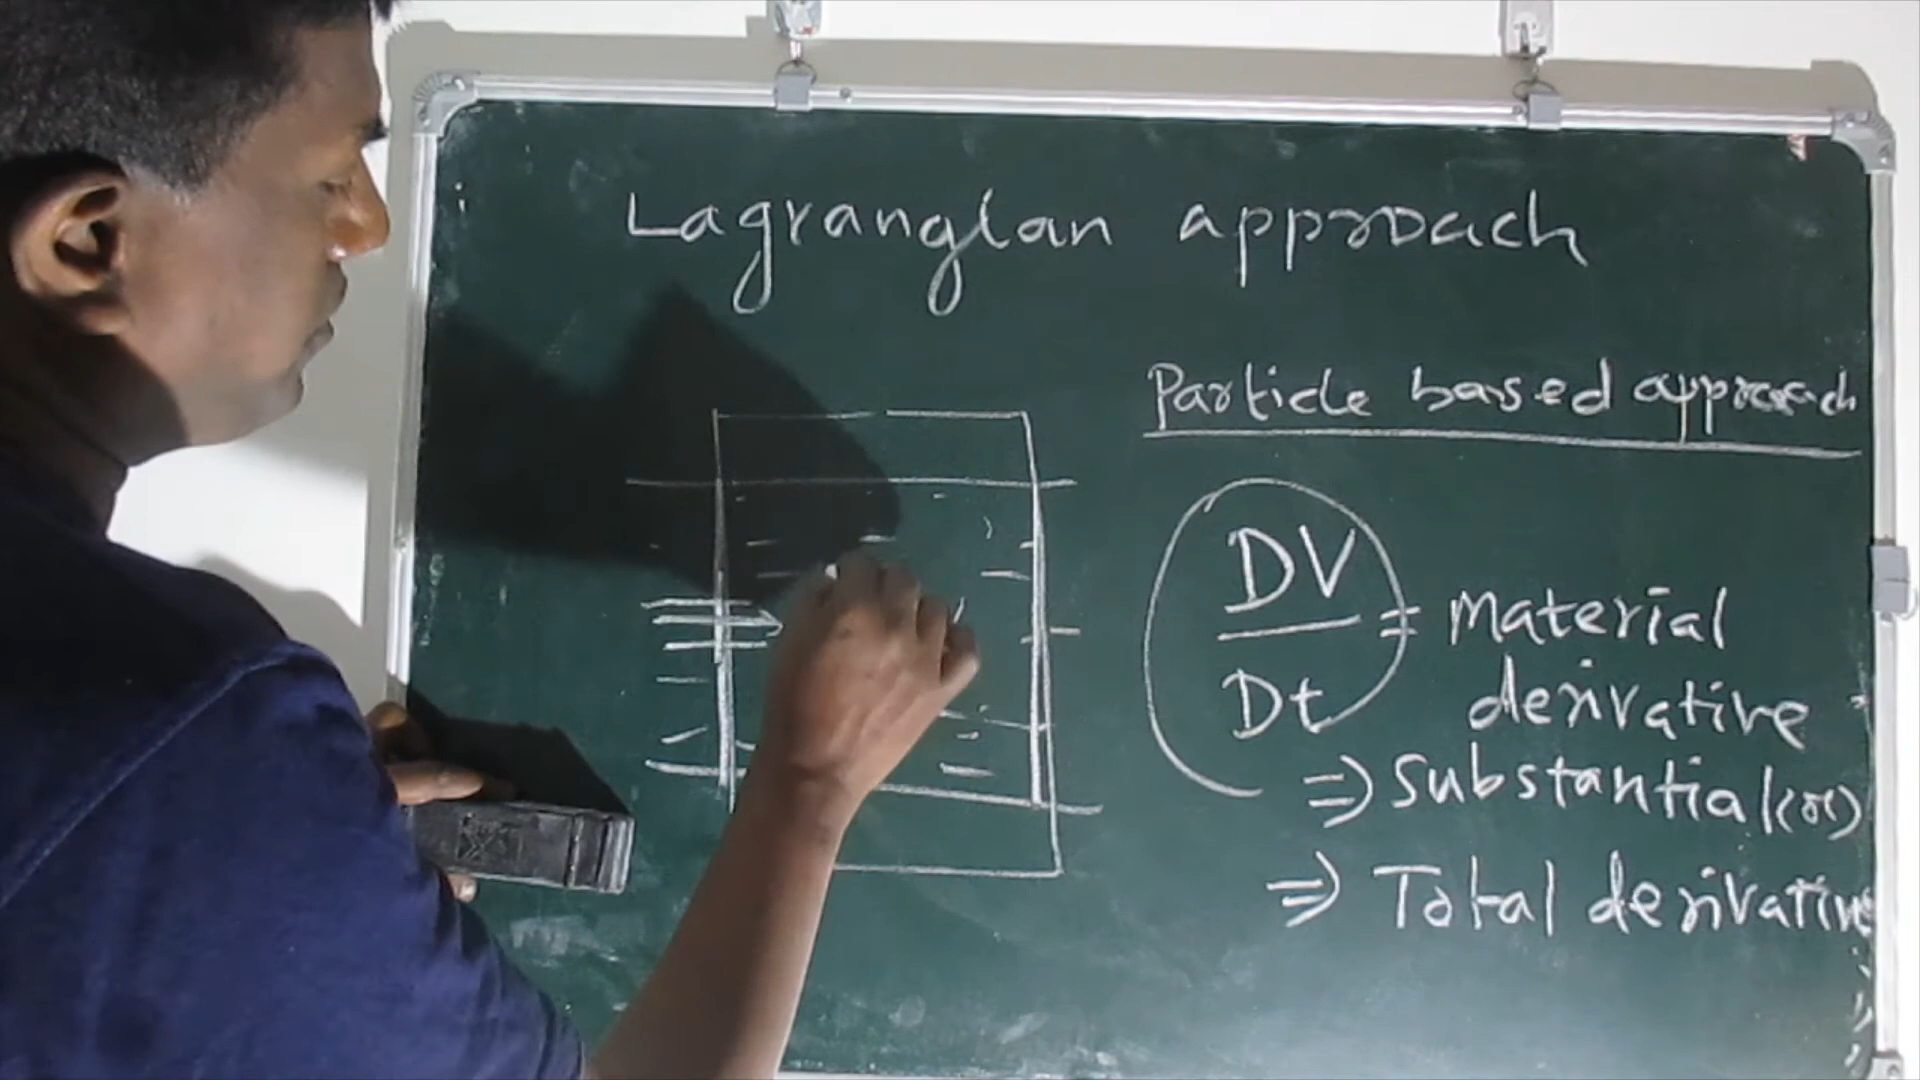 Lagrangian approach
Particle based approach
DV
Dt
= Material
derivative
⇒ Substantial (or)
⇒ Total derivative